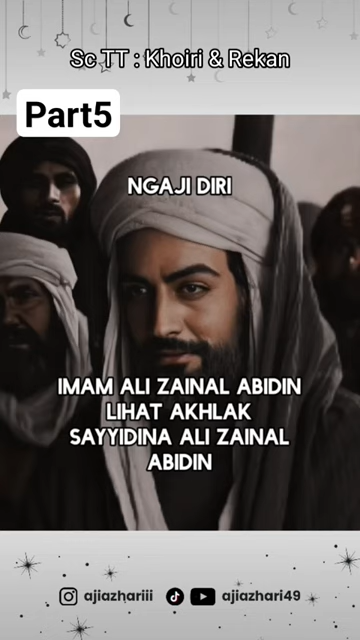 Sc TT : Khoiri & Rekan
Part5
NGAJI DIRI
IMAM ALI ZAINAL ABIDIN
LIHAT AKHLAK
SAYYIDINA ALI ZAINAL
ABIDIN
ajiazhariii ajiazhari49